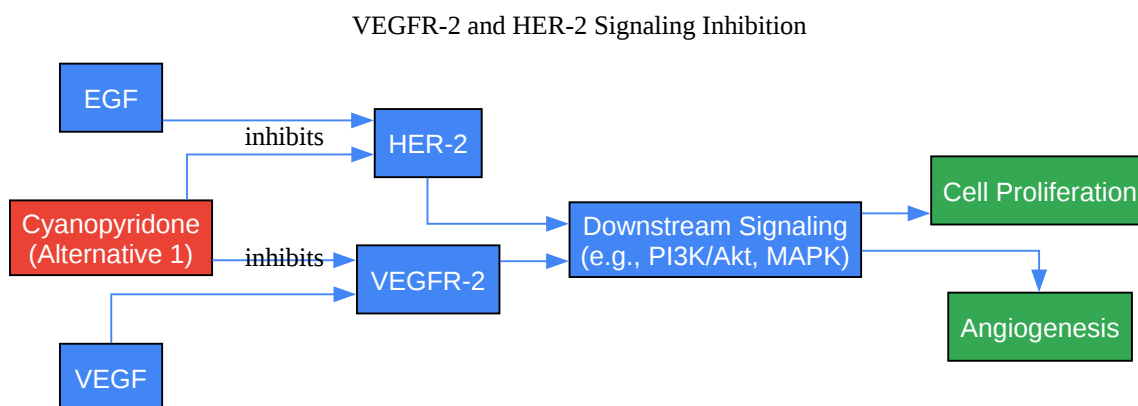 VEGFR-2 and HER-2 Signaling Inhibition
EGF
inhibits
HER-2
Cyanopyridone
(Alternative 1)
inhibits
VEGFR-2
VEGF
Downstream Signaling
(e.g., PI3K/Akt, MAPK)
Cell Proliferation
Angiogenesis